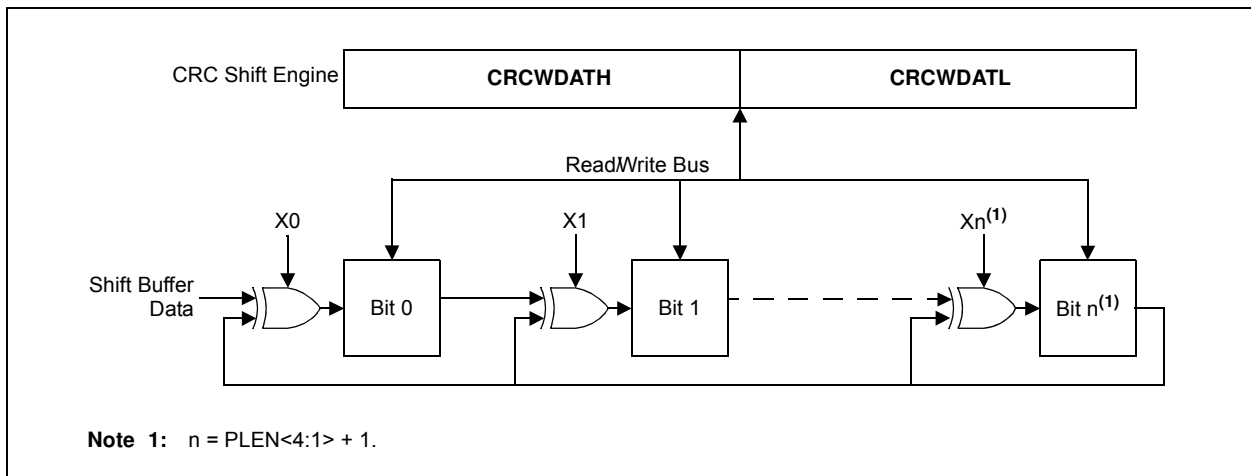 CRC Shift Engine CRCWDATH CRCWDATL
Read/Write Bus
X0 X1 Xn(1)
Shift Buffer
Data
Bit 0 Bit 1 Bit n(1)
Note 1: n = PLEN<4:1> + 1.